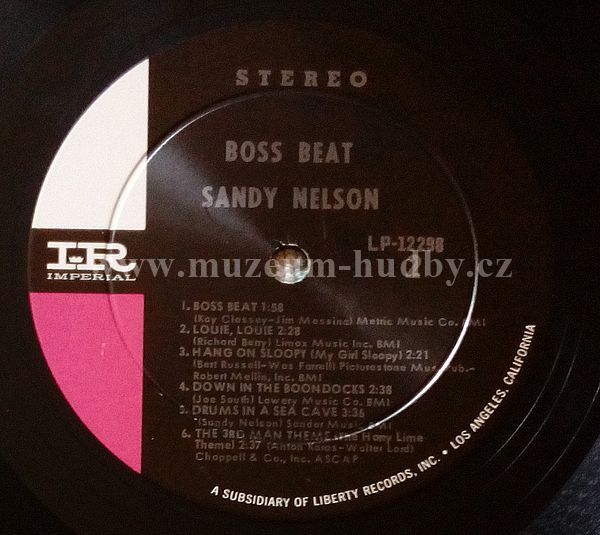 STEREO
BOSS BEAT
SANDY NELSON
LP-12298
2
IR
IMPERIAL
www.muzeum-hudby.cz
1. BOSS BEAT 1:58
(Kay Classey-Jim Messina) Metric Music Co. BMI
2. LOUIE, LOUIE 2:28
(Richard Berry) Limax Music Inc. BMI
3. HANG ON SLOOPY (My Girl Sloopy) 2:21
(Bert Russell-Wes Farrell) Picturetone Mus. Pub.-
Robert Mellin, Inc. BMI
4. DOWN IN THE BOONDOCKS 2:38
(Joe South) Lowery Music Co. BMI
5. DRUMS IN A SEA CAVE 3:36
(Sandy Nelson) Sander Music BMI
6. THE 3RD MAN THEME (The Harry Lime
Theme) 2:37 (Anton Karas-Walter Lord)
Chappell & Co., Inc. ASCAP
A SUBSIDIARY OF LIBERTY RECORDS, INC. • LOS ANGELES, CALIFORNIA